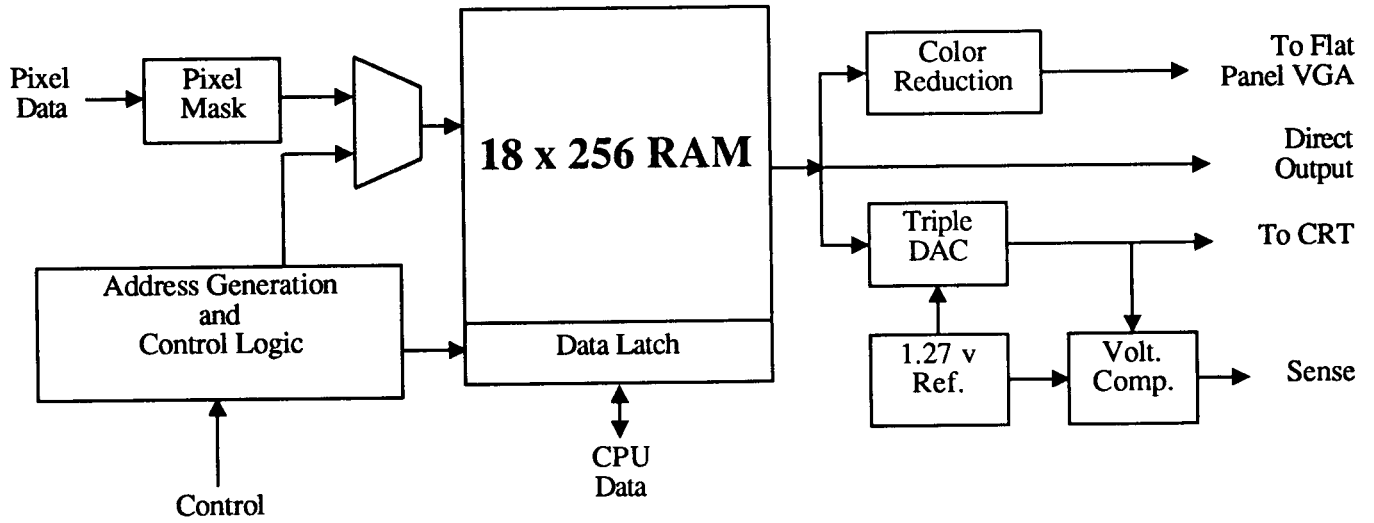 Pixel
Data
Pixel
Mask
18 x 256 RAM
Color
Reduction
To Flat
Panel VGA
Direct
Output
Triple
DAC
To CRT
Address Generation
and
Control Logic
Data Latch
1.27 v
Ref.
Volt.
Comp.
Sense
CPU
Data
Control